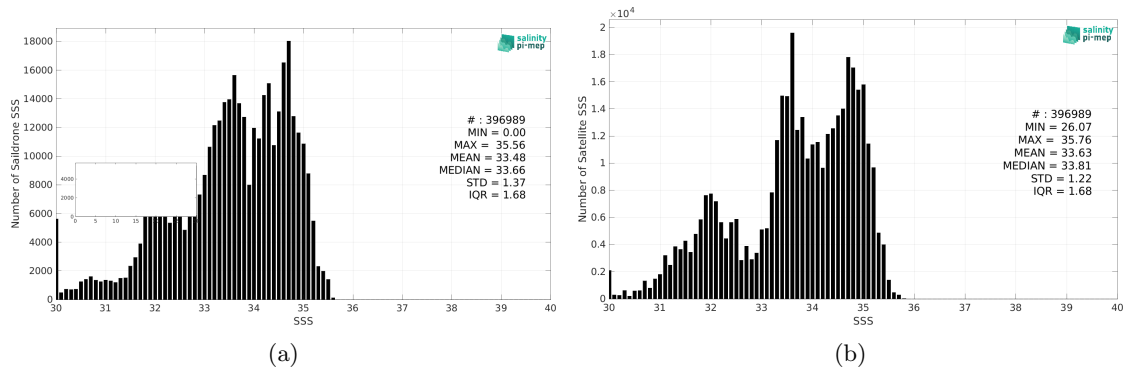 18000
16000
14000
12000
10000
8000
6000
4000
2000
0
Number of Saildrone SSS
30 31 32 33 34 35 36 37 38 39 40
SSS
4000
2000
0
0 5 10 15
salinity
pi-mep
# : 396989
MIN = 0.00
MAX = 35.56
MEAN = 33.48
MEDIAN = 33.66
STD = 1.37
IQR = 1.68
(a)
×10⁴
2
1.8
1.6
1.4
1.2
1
0.8
0.6
0.4
0.2
0
Number of Satellite SSS
30 31 32 33 34 35 36 37 38 39 40
SSS
salinity
pi-mep
# : 396989
MIN = 26.07
MAX = 35.76
MEAN = 33.63
MEDIAN = 33.81
STD = 1.22
IQR = 1.68
(b)